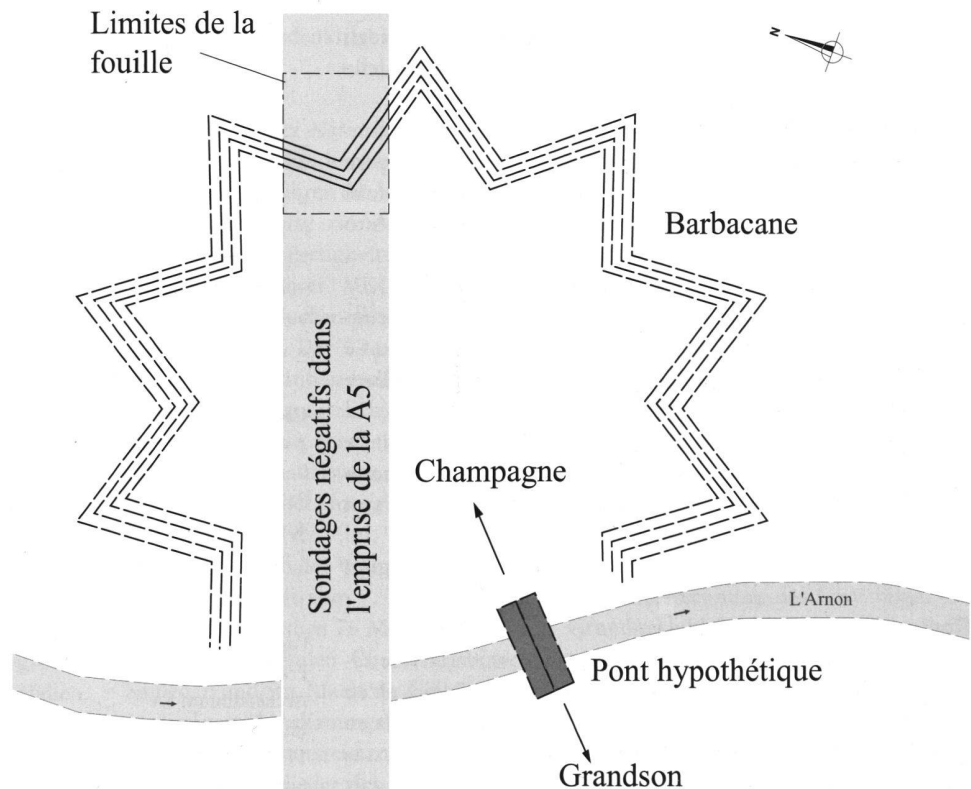 Limites de la
fouille
N
Barbacane
Sondages négatifs dans
l'emprise de la A5
Champagne
L'Arnon
Pont hypothétique
Grandson